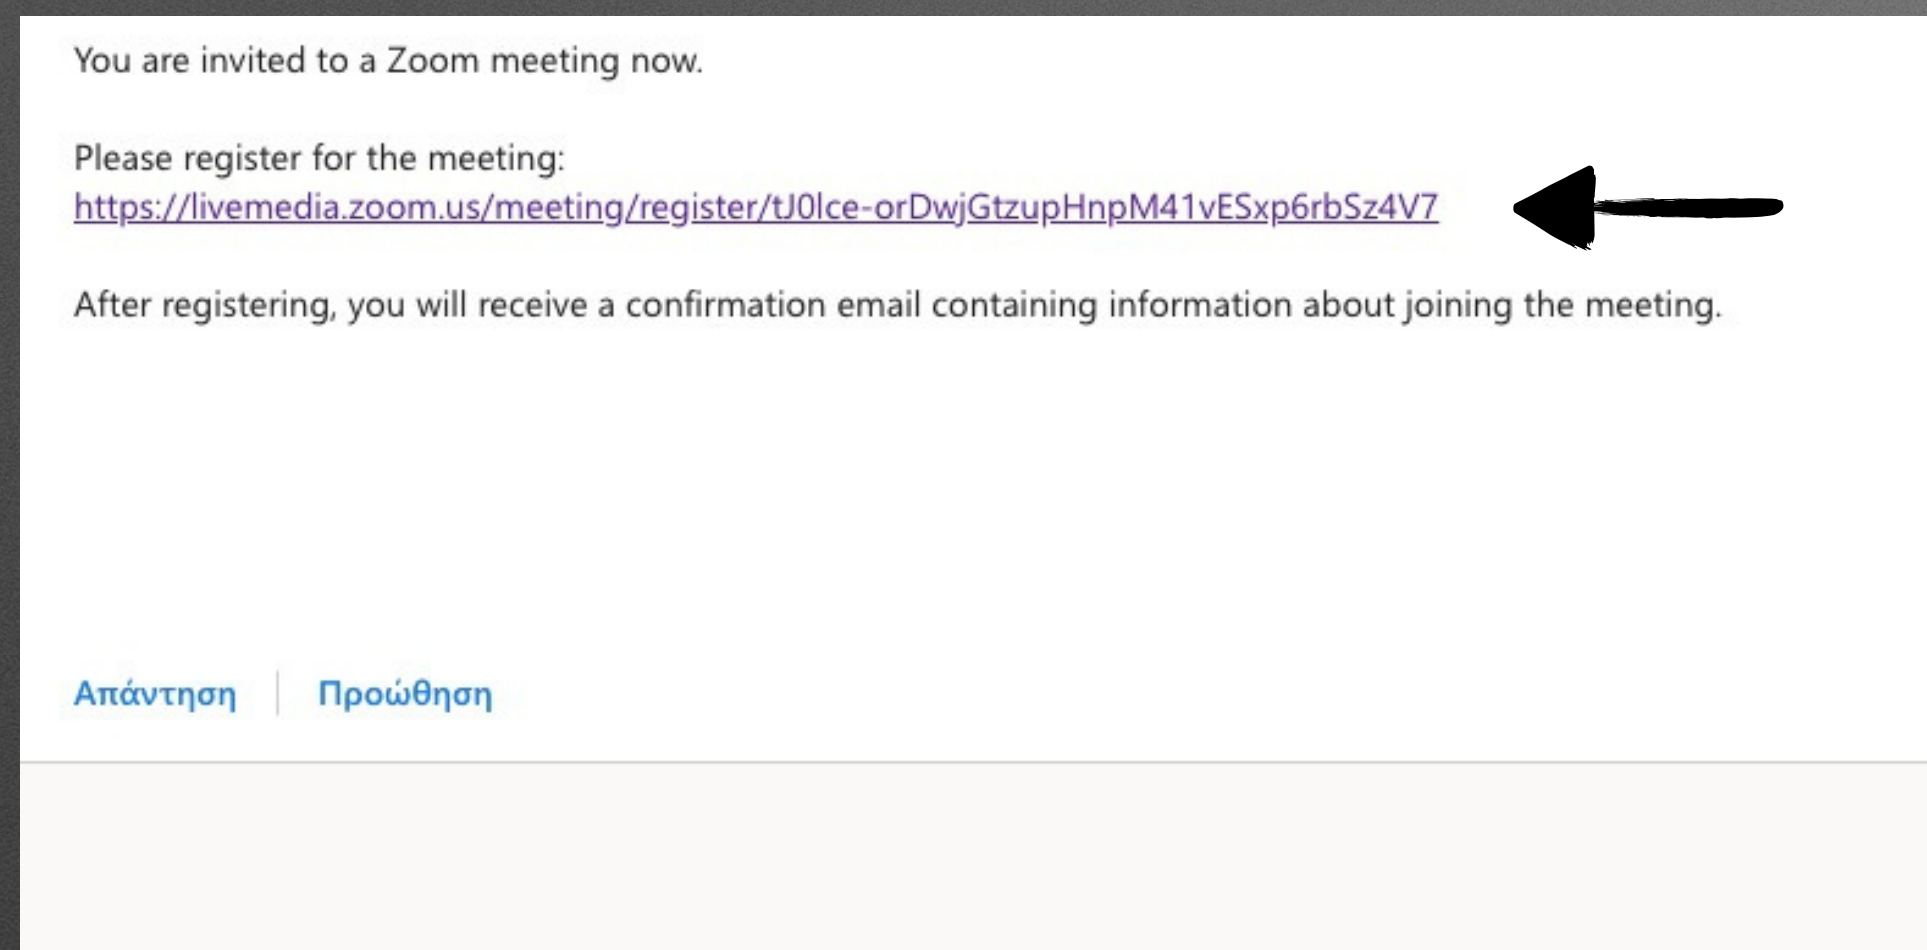 You are invited to a Zoom meeting now.
Please register for the meeting:
https://livemedia.zoom.us/meeting/register/tJ0lce-orDwjGtzupHnpM41vESxp6rbSz4V7
After registering, you will receive a confirmation email containing information about joining the meeting.
Απάντηση
Προώθηση